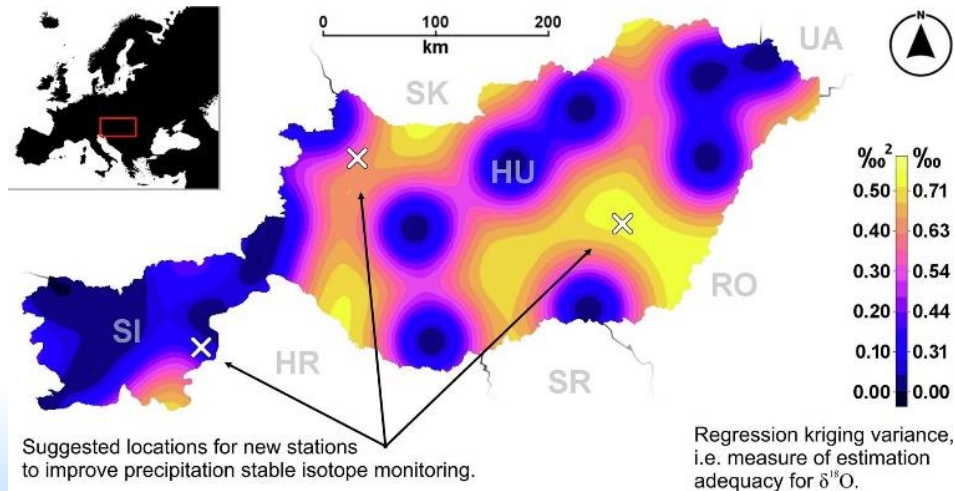 0 100 200
km
UA
SK
HU
RO
SI
HR
SR
‰² ‰
0.50 0.71
0.40 0.63
0.30 0.54
0.20 0.44
0.10 0.31
0.00 0.00
Suggested locations for new stations
to improve precipitation stable isotope monitoring.
Regression kriging variance,
i.e. measure of estimation
adequacy for δ¹⁸O.